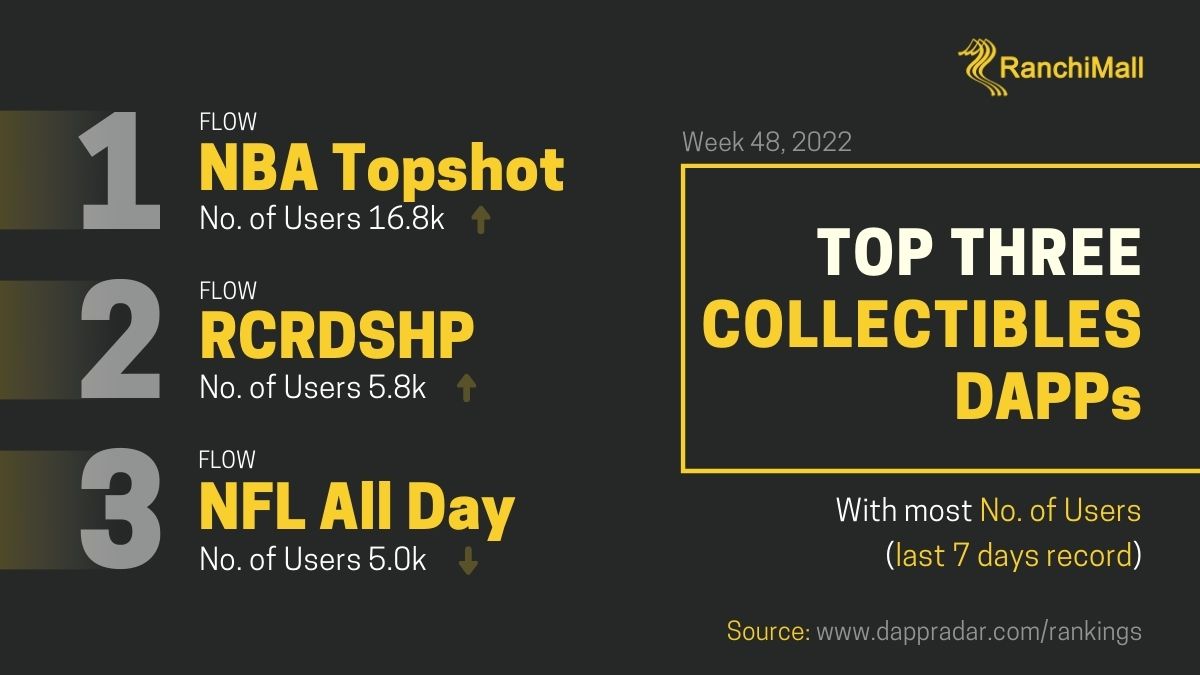 RanchiMall
Week 48, 2022
TOP THREE
COLLECTIBLES
DAPPs
With most No. of Users
(last 7 days record)
1
FLOW
NBA Topshot
No. of Users 16.8k
2
FLOW
RCRDSHP
No. of Users 5.8k
3
FLOW
NFL All Day
No. of Users 5.0k
Source: www.dappradar.com/rankings